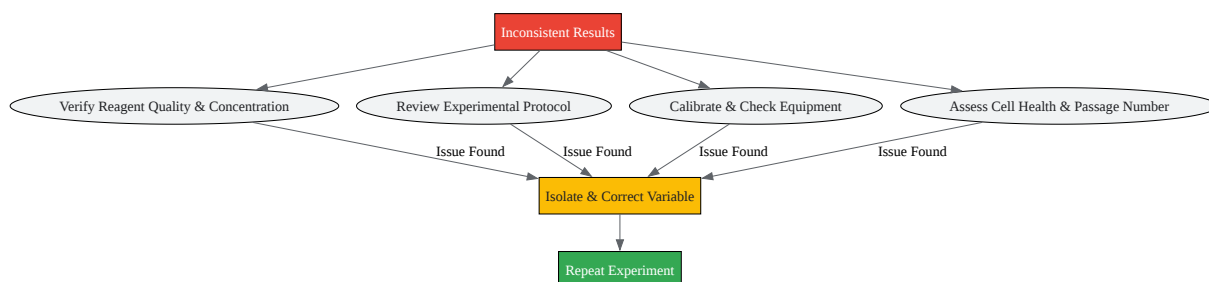 Inconsistent Results
Verify Reagent Quality & Concentration
Review Experimental Protocol
Calibrate & Check Equipment
Assess Cell Health & Passage Number
Issue Found
Issue Found
Issue Found
Issue Found
Isolate & Correct Variable
Repeat Experiment